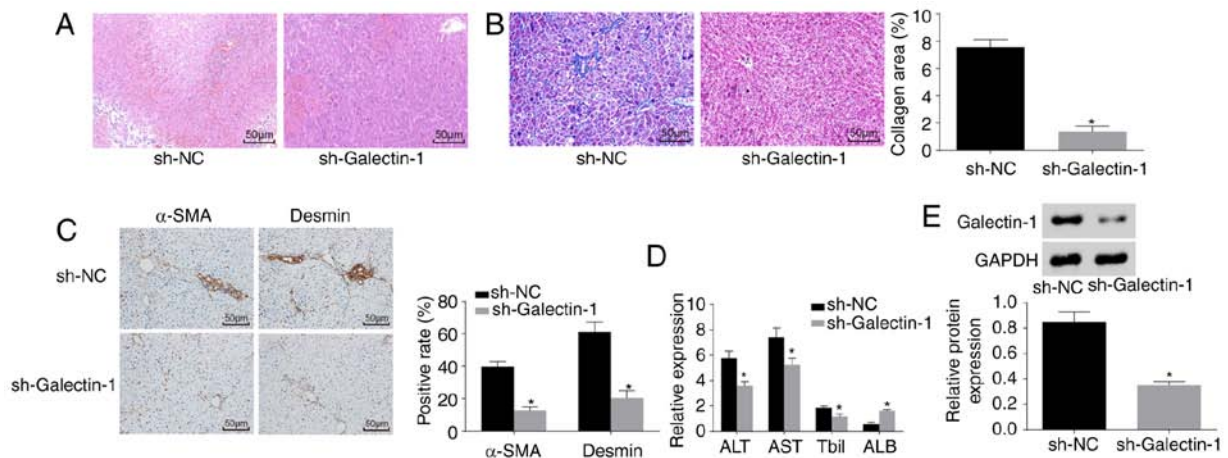 A
50μm
50μm
sh-NC
sh-Galectin-1
B
50μm
50μm
sh-NC
sh-Galectin-1
Collagen area (%)
10
8
6
4
2
0
*
sh-NC
sh-Galectin-1
C
α-SMA
Desmin
sh-NC
50μm
50μm
sh-Galectin-1
50μm
50μm
Positive rate (%)
80
60
40
20
0
sh-NC
sh-Galectin-1
*
*
α-SMA
Desmin
D
Relative expression
10
8
6
4
2
0
sh-NC
sh-Galectin-1
*
*
*
*
ALT
AST
Tbil
ALB
E
Galectin-1
GAPDH
sh-NC
sh-Galectin-1
Relative protein
expression
1.0
0.8
0.6
0.4
0.2
0.0
*
sh-NC
sh-Galectin-1